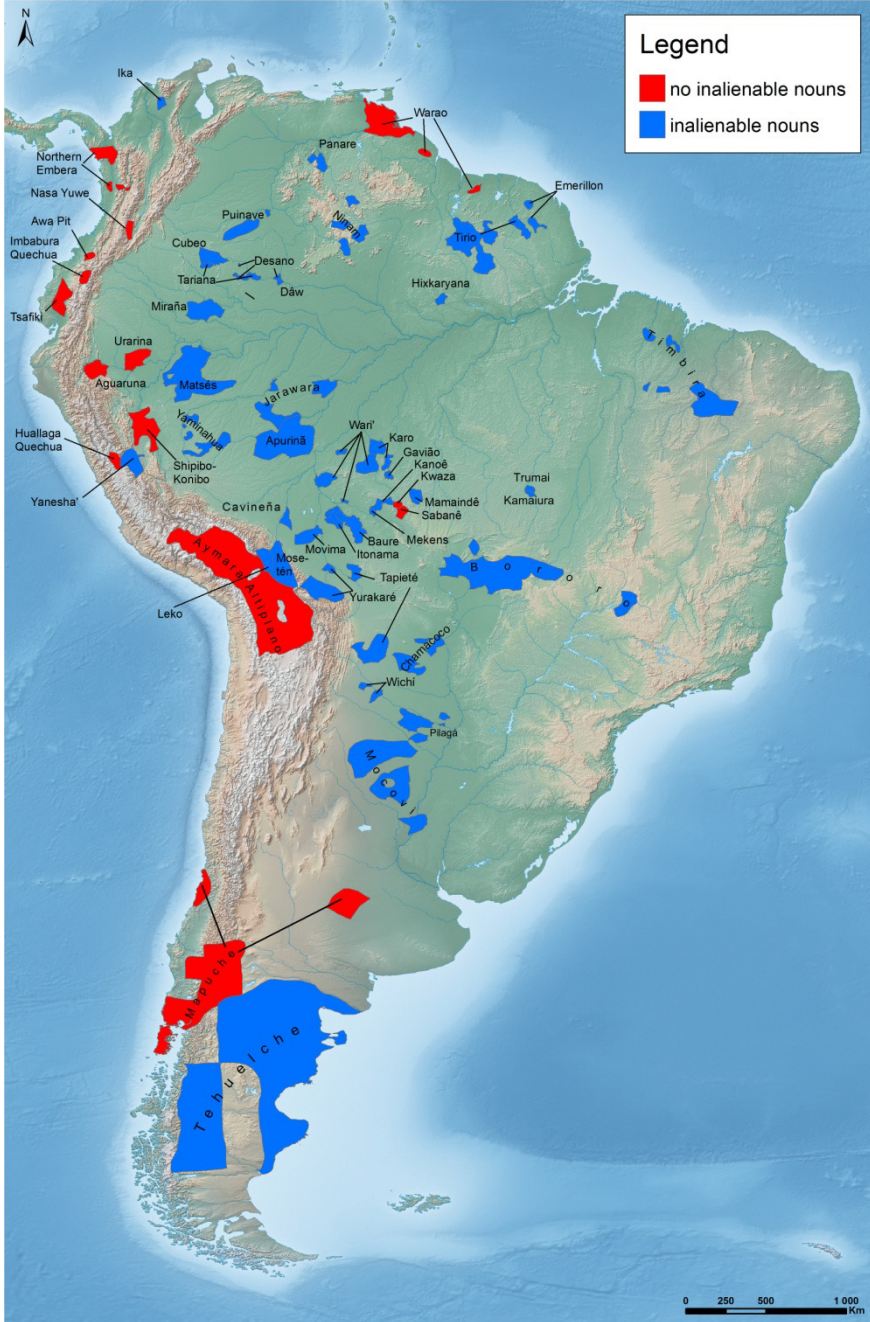 N
Legend
no inalienable nouns
inalienable nouns
Ika
Warao
Panare
Northern
Embera
Nasa Yuwe
Emerillon
Puinave
Ninam
Awa Pit
Tirio
Imbabura
Quechua
Cubeo
Desano
Tariana
Dâw
Hixkaryana
Miraña
Tsafiki
Urarina
Timbira
Aguaruna
Matsés
Jarawara
Yaminahua
Wari'
Karo
Apurinã
Gavião
Huallaga
Quechua
Kanoê
Shipibo-
Konibo
Kwaza
Trumai
Kamaiura
Yanesha'
Mamaindê
Cavineña
Sabanê
Mekens
Baure
Movima
Itonama
Aymara Altiplano
Mose-
tén
Bororo
Tapieté
Leko
Yurakaré
Chamacoco
Wichí
Pilagá
Mocoví
Mapuche
Tehuelche
0 250 500 1 000
Km